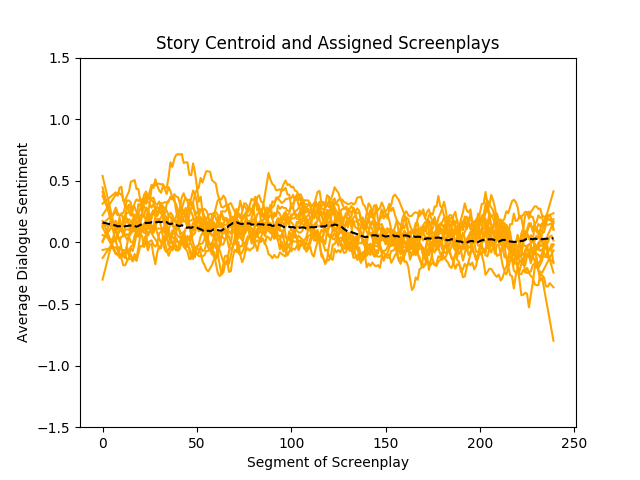 Story Centroid and Assigned Screenplays
1.5
1.0
0.5
0.0
−0.5
−1.0
−1.5
Average Dialogue Sentiment
0 50 100 150 200 250
Segment of Screenplay